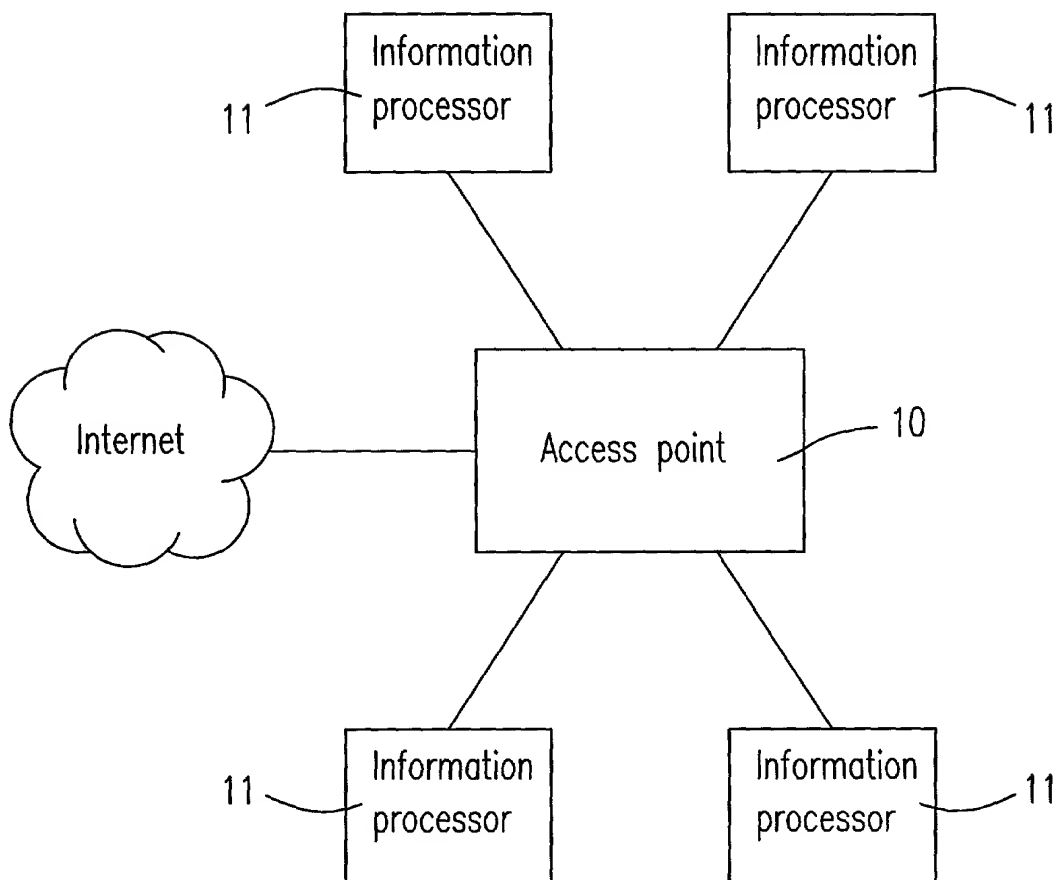 Information
processor
11
Information
processor
11
Internet
Access point
10
Information
processor
11
Information
processor
11